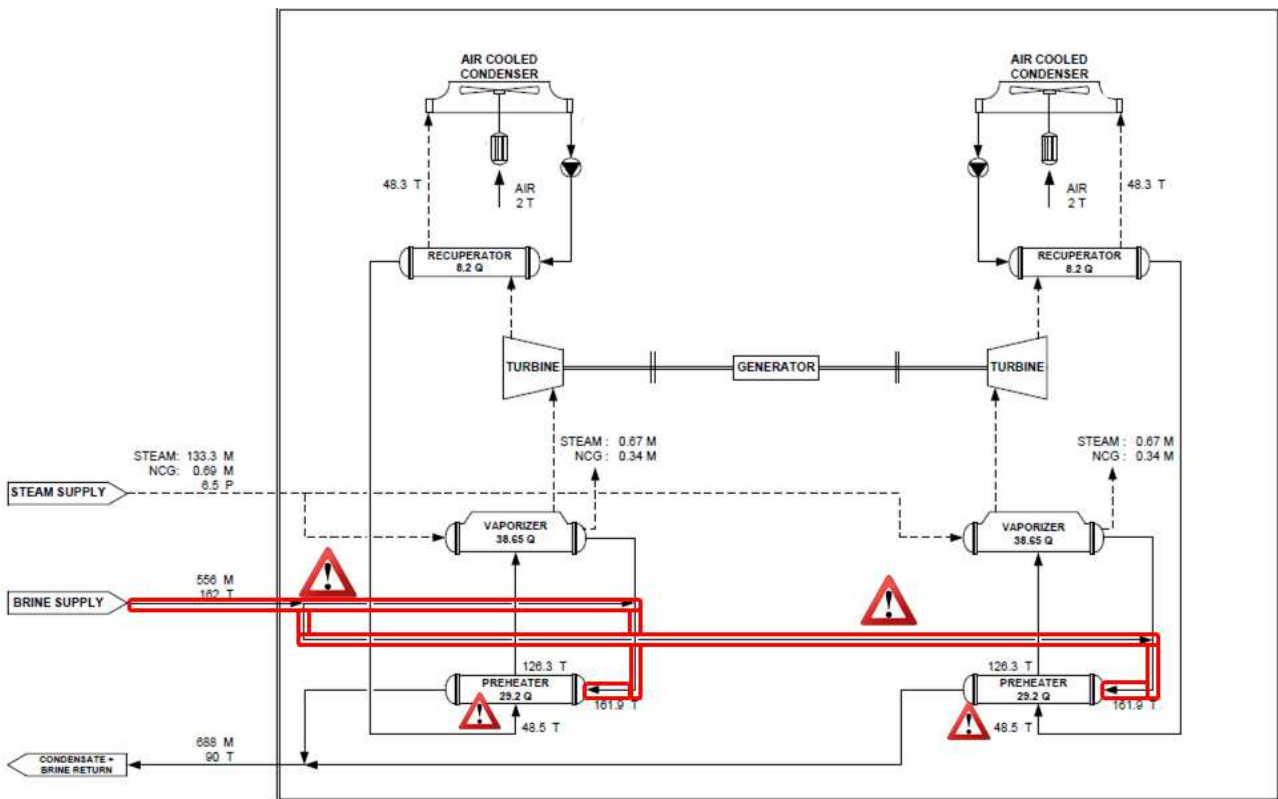 AIR COOLED
CONDENSER
AIR COOLED
CONDENSER
48.3 T
AIR
2 T
AIR
2 T
48.3 T
RECUPERATOR
8.2 Q
RECUPERATOR
8.2 Q
TURBINE
GENERATOR
TURBINE
STEAM : 0.67 M
NCG : 0.34 M
STEAM : 0.67 M
NCG : 0.34 M
STEAM: 133.3 M
NCG: 0.69 M
6.5 P
STEAM SUPPLY
VAPORIZER
38.65 Q
VAPORIZER
38.65 Q
556 M
162 T
BRINE SUPPLY
126.3 T
126.3 T
PREHEATER
29.2 Q
PREHEATER
29.2 Q
161.9 T
161.9 T
48.5 T
48.5 T
688 M
90 T
CONDENSATE +
BRINE RETURN